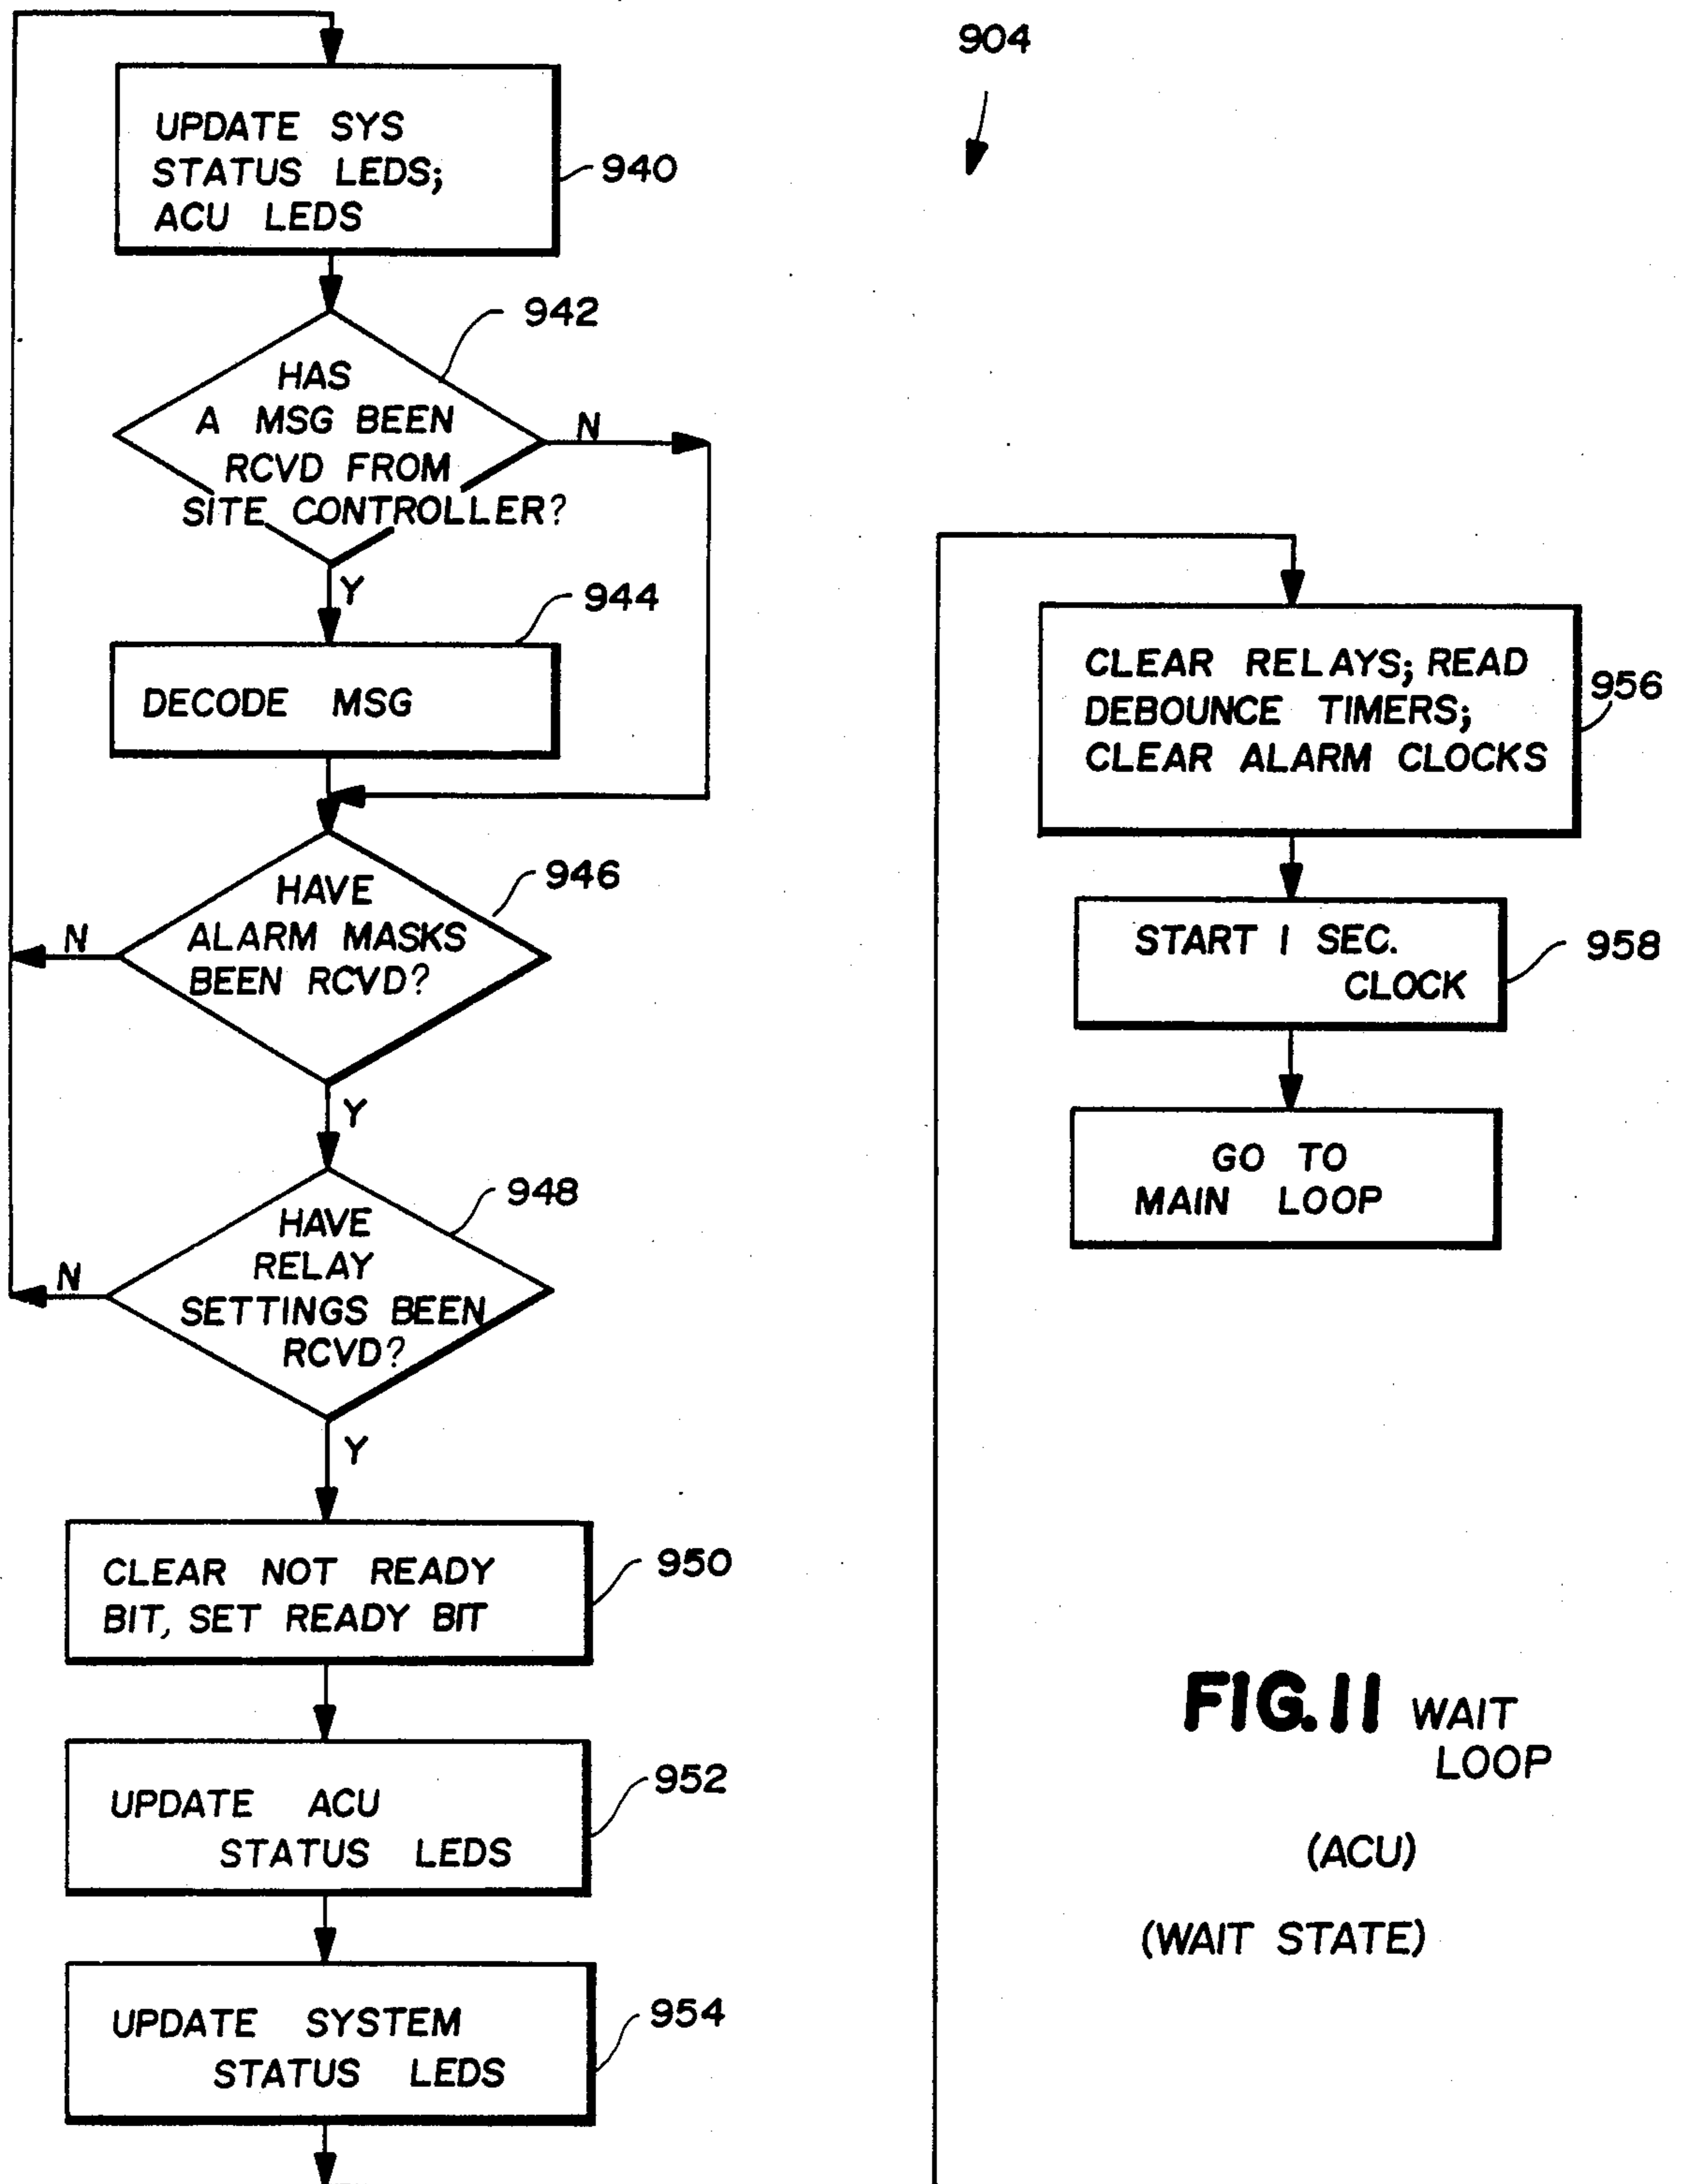 904
UPDATE SYS
STATUS LEDS;
ACU LEDS
940
942
HAS
A MSG BEEN
RCVD FROM
SITE CONTROLLER?
N
Y
944
DECODE MSG
946
HAVE
ALARM MASKS
BEEN RCVD?
N
Y
948
HAVE
RELAY
SETTINGS BEEN
RCVD?
N
Y
CLEAR NOT READY
BIT, SET READY BIT
950
UPDATE ACU
STATUS LEDS
952
UPDATE SYSTEM
STATUS LEDS
954
CLEAR RELAYS; READ
DEBOUNCE TIMERS;
CLEAR ALARM CLOCKS
956
START 1 SEC.
CLOCK
958
GO TO
MAIN LOOP
FIG. 11 WAIT
LOOP
(ACU)
(WAIT STATE)